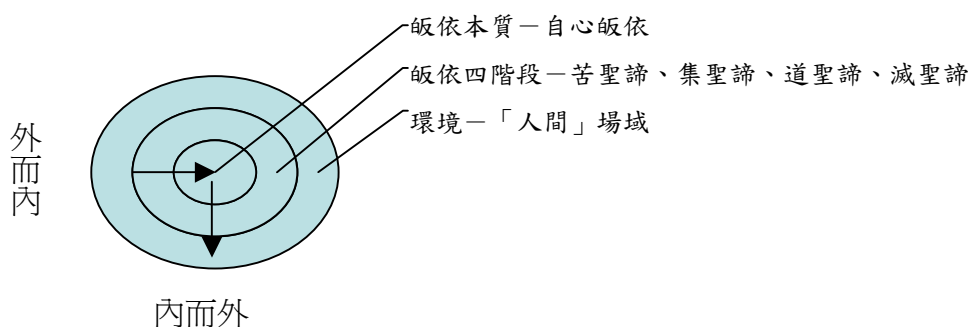 皈依本質－自心皈依
皈依四階段－苦聖諦、集聖諦、道聖諦、滅聖諦
環境－「人間」場域
外而內
內而外